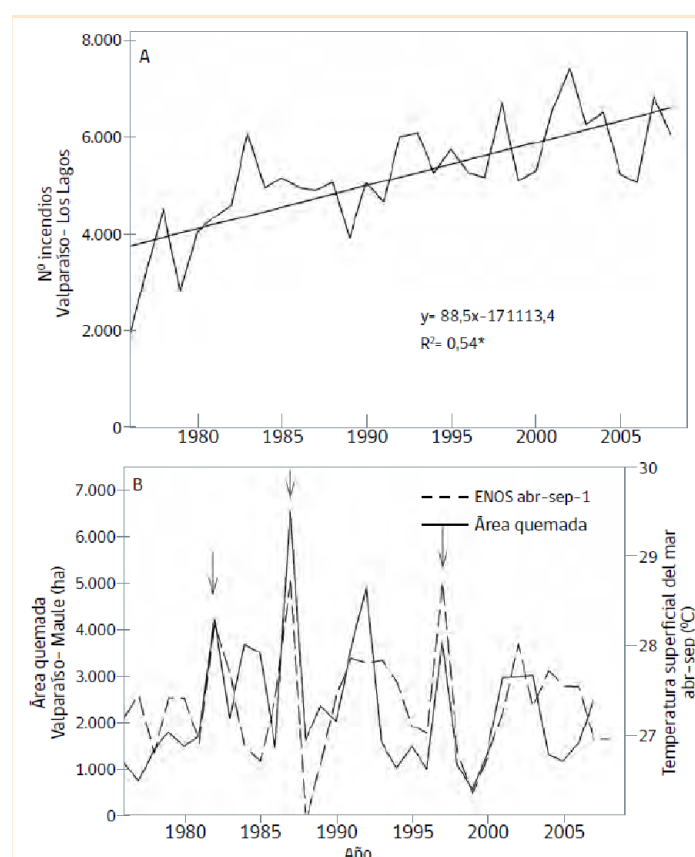 8.000
A
6.000
4.000
2.000
0
Nº incendios
Valparaíso- Los Lagos
y= 88,5x-171113,4
R²= 0,54*
1980 1985 1990 1995 2000 2005
B
7.000
6.000
5.000
4.000
3.000
2.000
1.000
0
Área quemada
Valparaíso- Maule (ha)
ENOS abr-sep-1
Área quemada
30
29
28
27
Temperatura superficial del mar
abr-sep (ºC)
1980 1985 1990 1995 2000 2005
Año